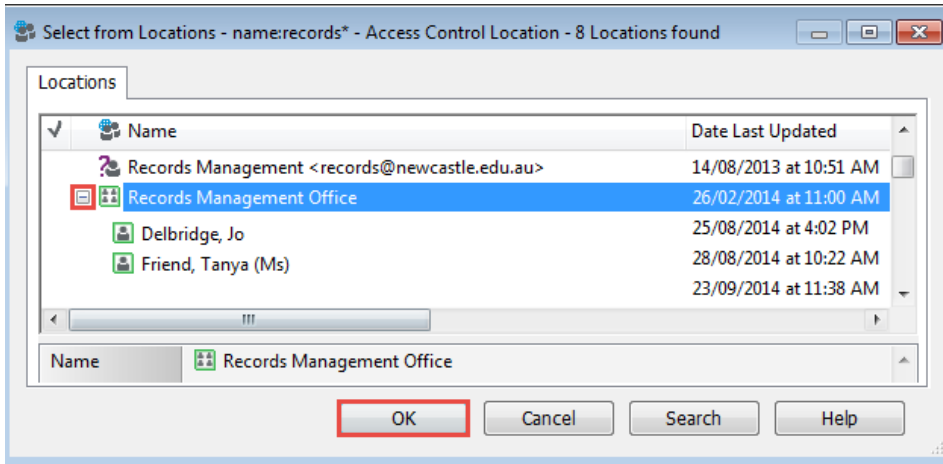 Select from Locations - name:records* - Access Control Location - 8 Locations found
Locations
Name Date Last Updated
Records Management <records@newcastle.edu.au> 14/08/2013 at 10:51 AM
Records Management Office 26/02/2014 at 11:00 AM
Delbridge, Jo 25/08/2014 at 4:02 PM
Friend, Tanya (Ms) 28/08/2014 at 10:22 AM
23/09/2014 at 11:38 AM
Name Records Management Office
OK Cancel Search Help